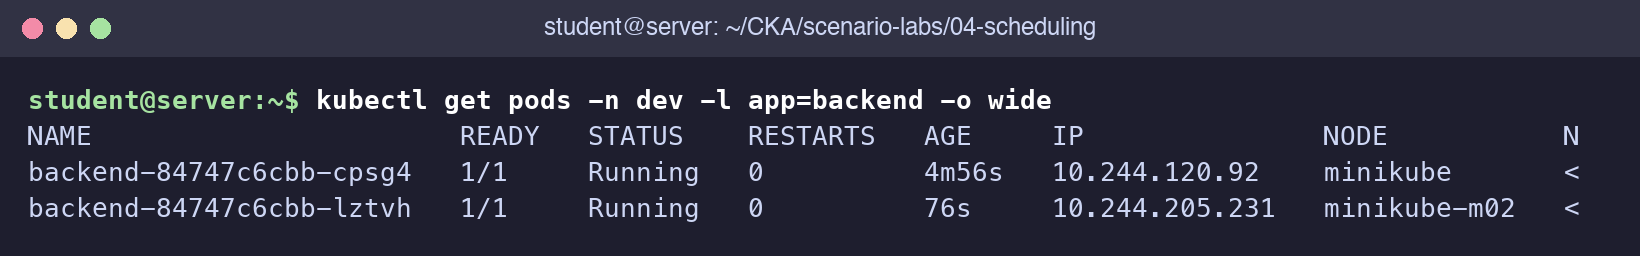 student@server: ~/CKA/scenario-labs/04-scheduling
student@server:~$ kubectl get pods -n dev -l app=backend -o wide
NAME                       READY   STATUS    RESTARTS   AGE     IP               NODE           N
backend-84747c6cbb-cpsg4   1/1     Running   0          4m56s   10.244.120.92    minikube       <
backend-84747c6cbb-lztvh   1/1     Running   0          76s     10.244.205.231   minikube-m02   <